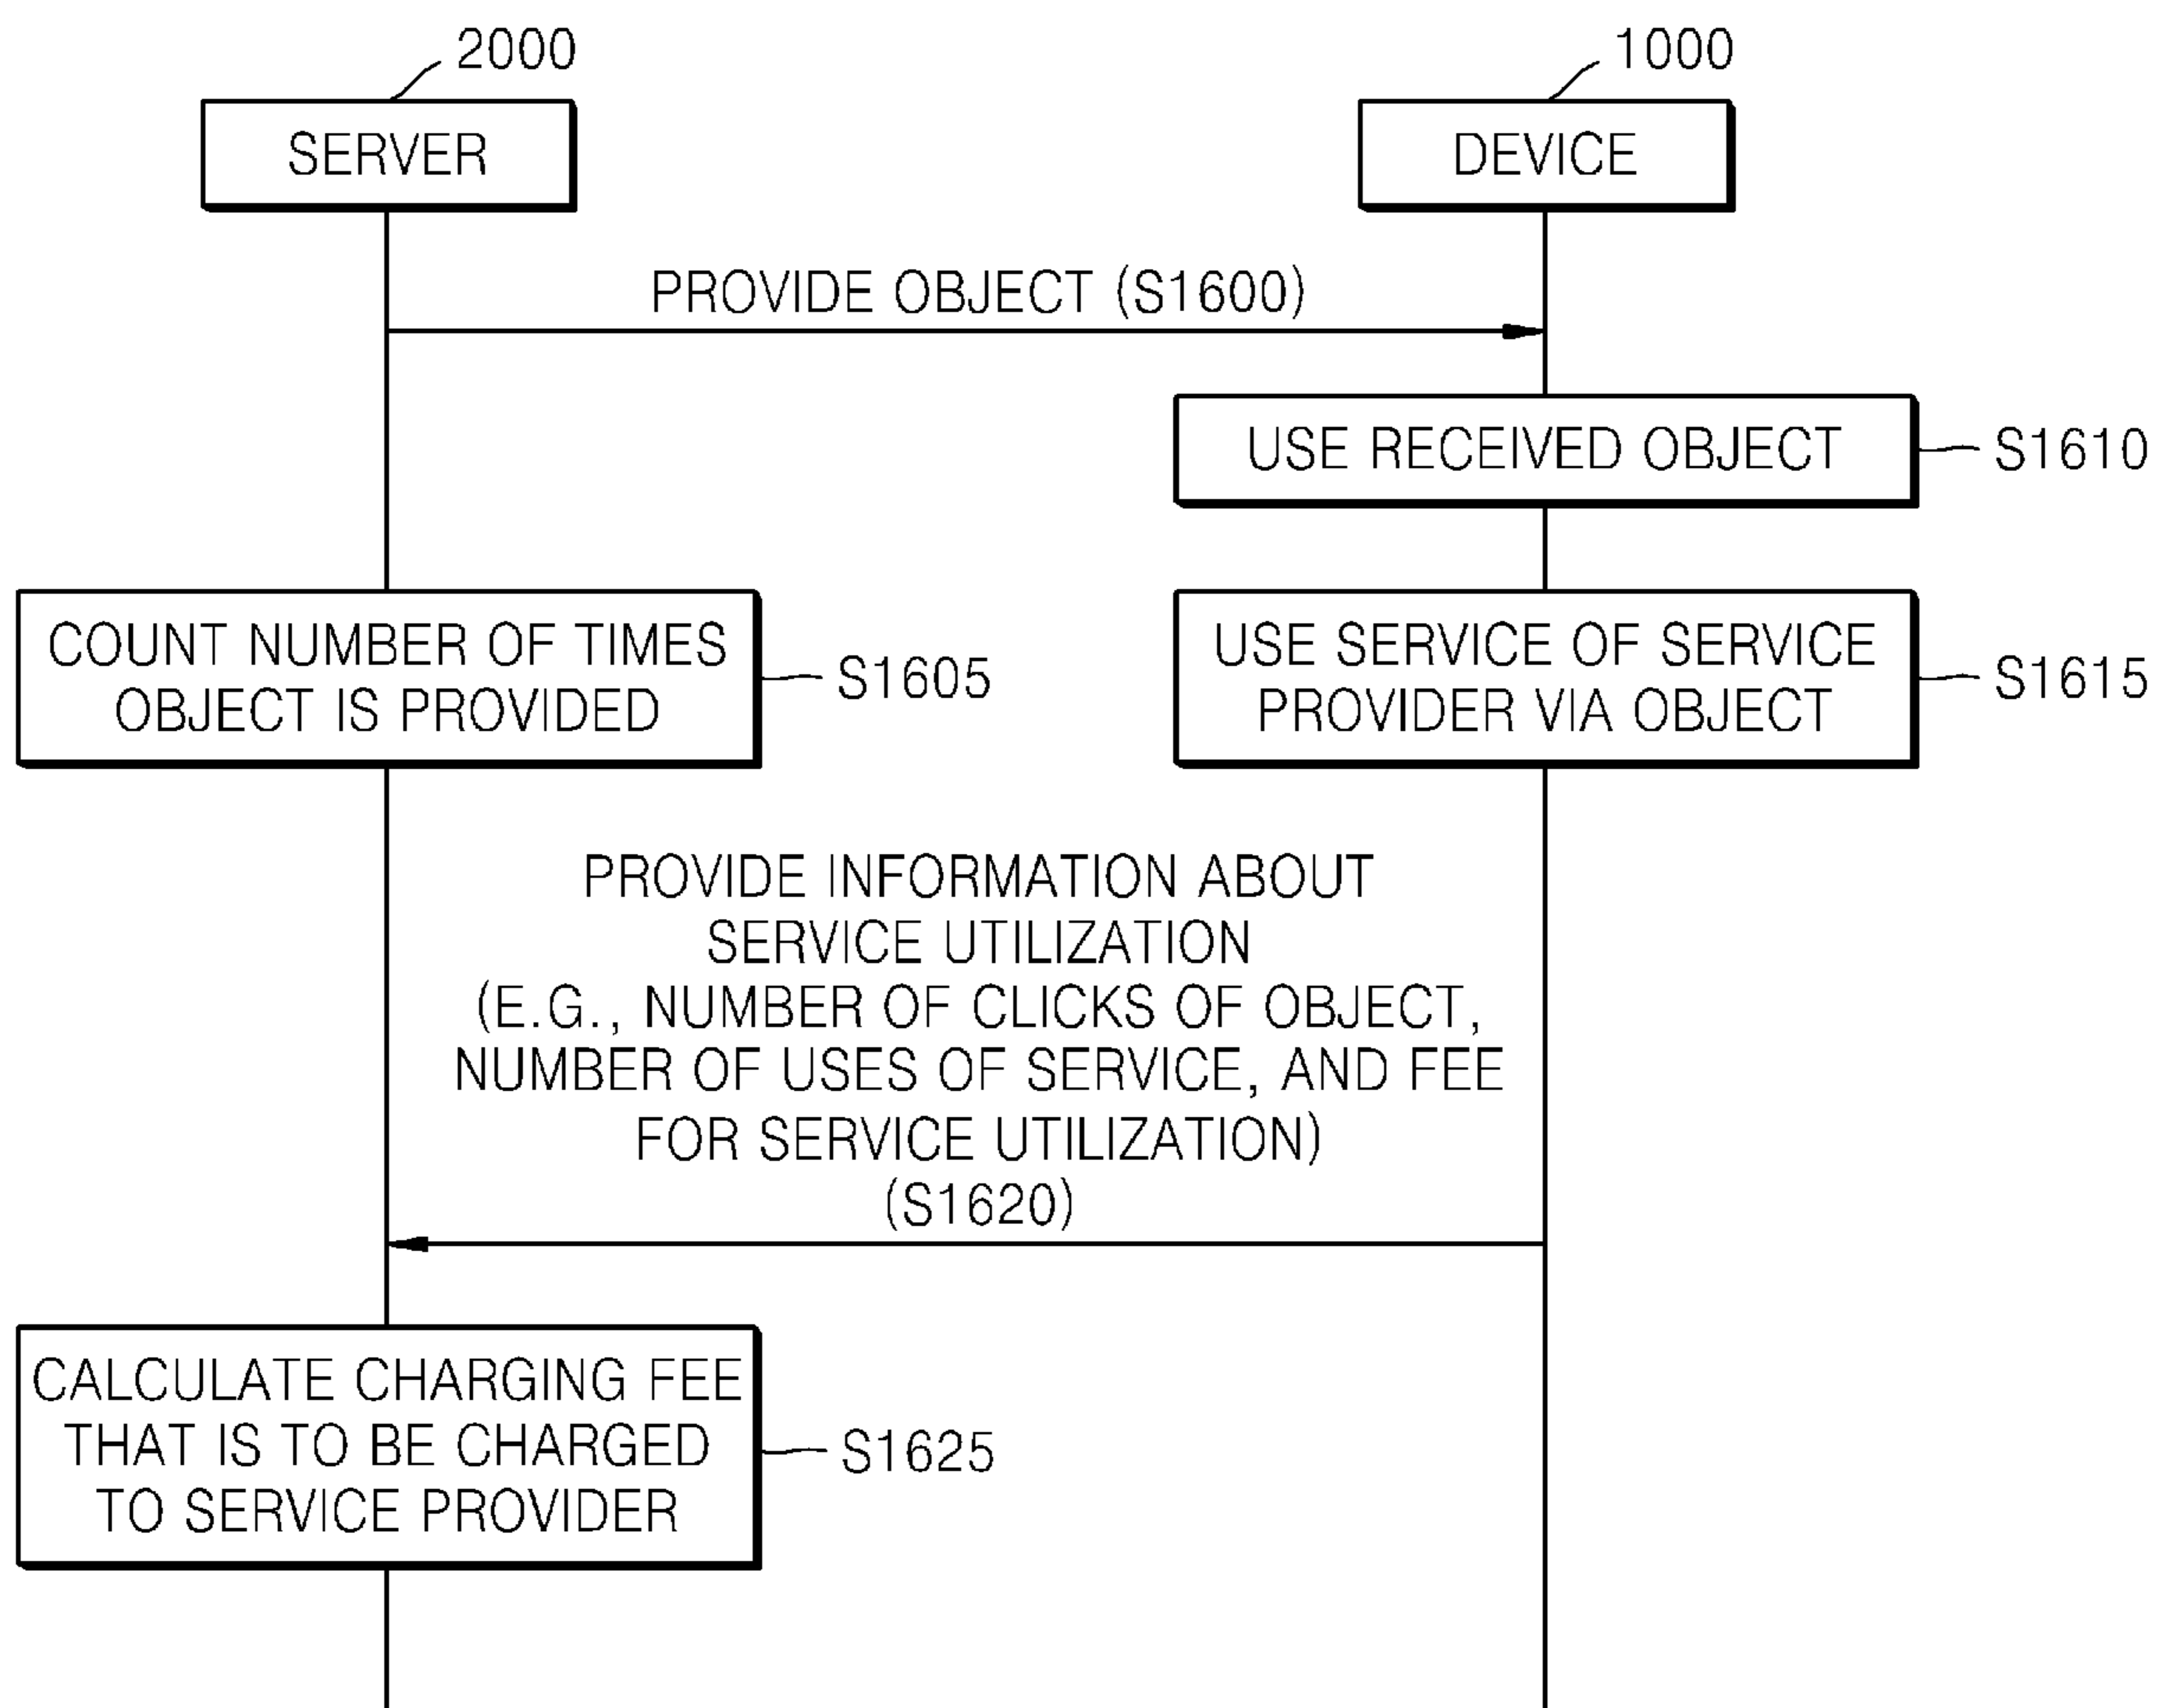 2000
1000
SERVER
DEVICE
PROVIDE OBJECT (S1600)
USE RECEIVED OBJECT
S1610
COUNT NUMBER OF TIMES
OBJECT IS PROVIDED
S1605
USE SERVICE OF SERVICE
PROVIDER VIA OBJECT
S1615
PROVIDE INFORMATION ABOUT
SERVICE UTILIZATION
(E.G., NUMBER OF CLICKS OF OBJECT,
NUMBER OF USES OF SERVICE, AND FEE
FOR SERVICE UTILIZATION)
(S1620)
CALCULATE CHARGING FEE
THAT IS TO BE CHARGED
TO SERVICE PROVIDER
S1625